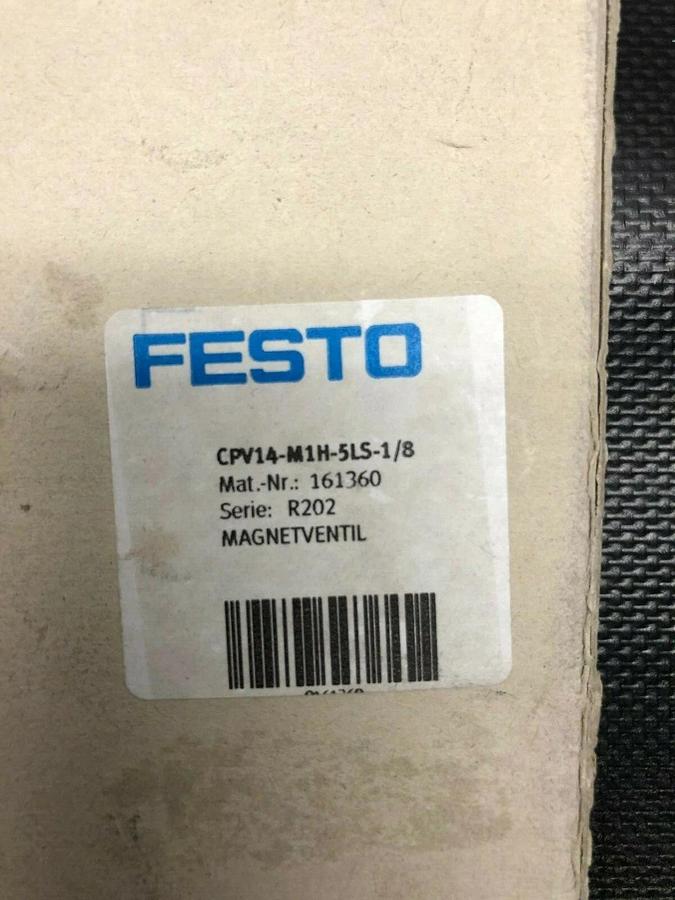 FESTO
CPV14-M1H-5LS-1/8
Mat.-Nr.: 161360
Serie: R202
MAGNETVENTIL